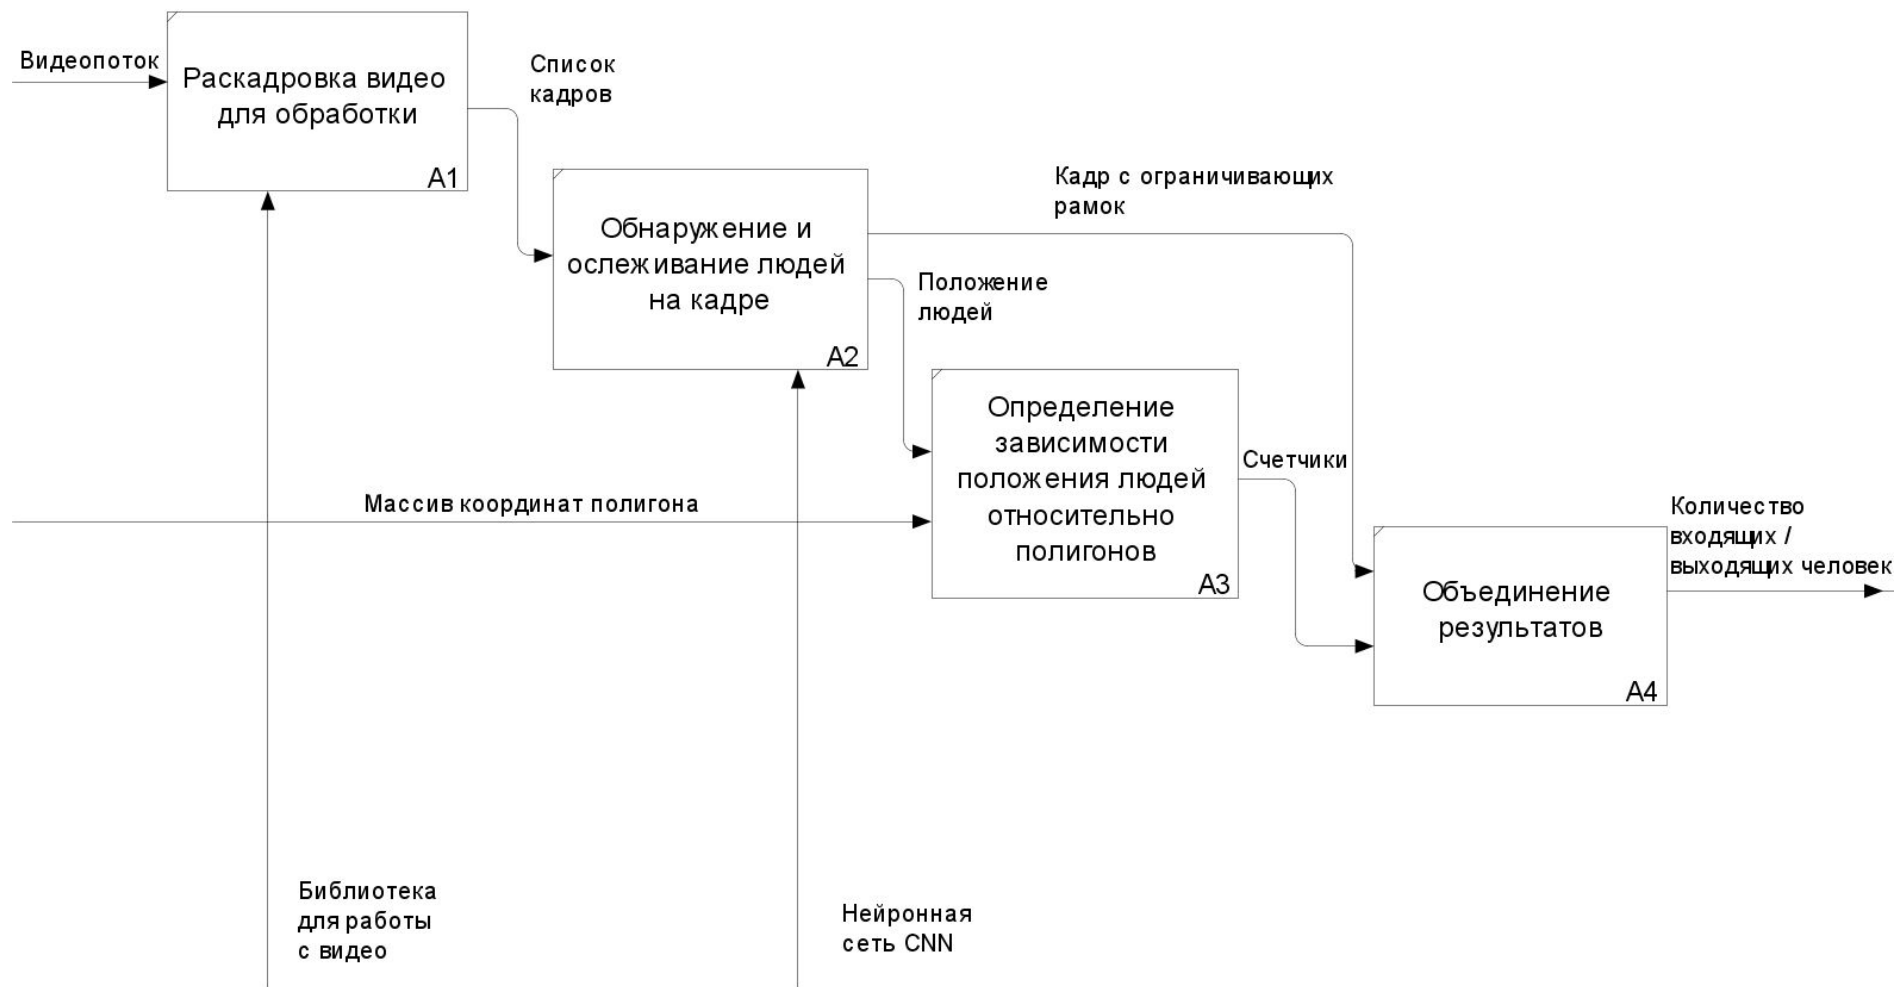 Видеопоток
Раскадровка видео
для обработки
A1
Список
кадров
Обнаружение и
ослеживание людей
на кадре
A2
Кадр с ограничивающих
рамок
Положение
людей
Определение
зависимости
положения людей
относительно
полигонов
A3
Массив координат полигона
Счетчики
Объединение
результатов
A4
Количество
входящих /
выходящих человек
Библиотека
для работы
с видео
Нейронная
сеть CNN